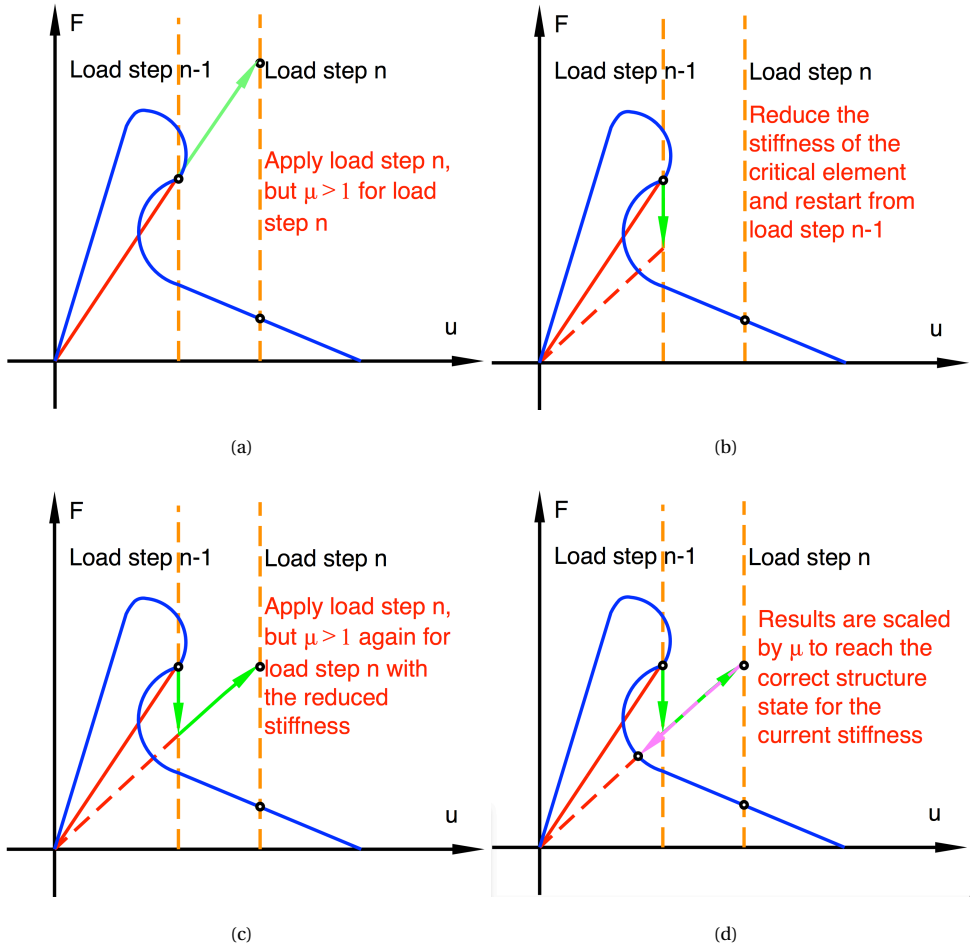 F
Load step n-1
Load step n
Apply load step n,
but μ > 1 for load
step n
u
(a)
F
Load step n-1
Load step n
Reduce the
stiffness of the
critical element
and restart from
load step n-1
u
(b)
F
Load step n-1
Load step n
Apply load step n,
but μ > 1 again for
load step n with
the reduced
stiffness
u
(c)
F
Load step n-1
Load step n
Results are scaled
by μ to reach the
correct structure
state for the
current stiffness
u
(d)